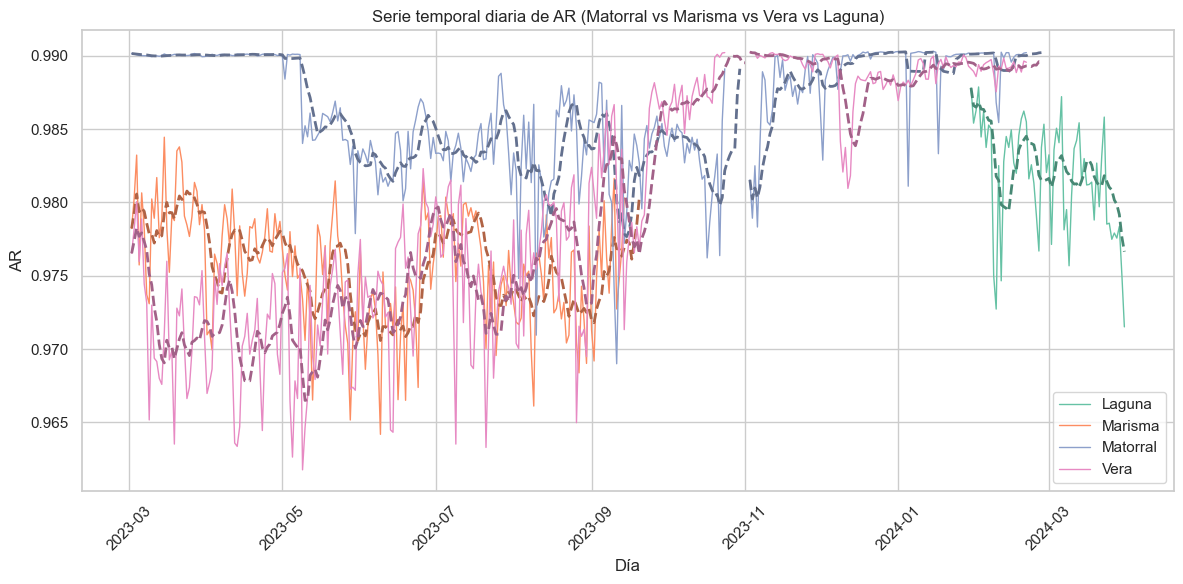 Serie temporal diaria de AR (Matorral vs Marisma vs Vera vs Laguna)
AR
0.990
0.985
0.980
0.975
0.970
0.965
2023-03
2023-05
2023-07
2023-09
2023-11
2024-01
2024-03
Día
Laguna
Marisma
Matorral
Vera